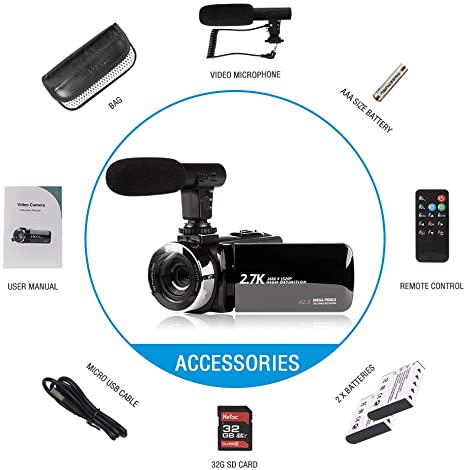 VIDEO MICROPHONE
BAG
AAA SIZE BATTERY
Video Camera
USER MANUAL
REMOTE CONTROL
2.7K
2688 X 1520P
HIGH-DEFINITION
42.0 MEGA PIXELS
ACCESSORIES
MICRO USB CABLE
Netac
32
GB
32G SD CARD
2 X BATTERIES